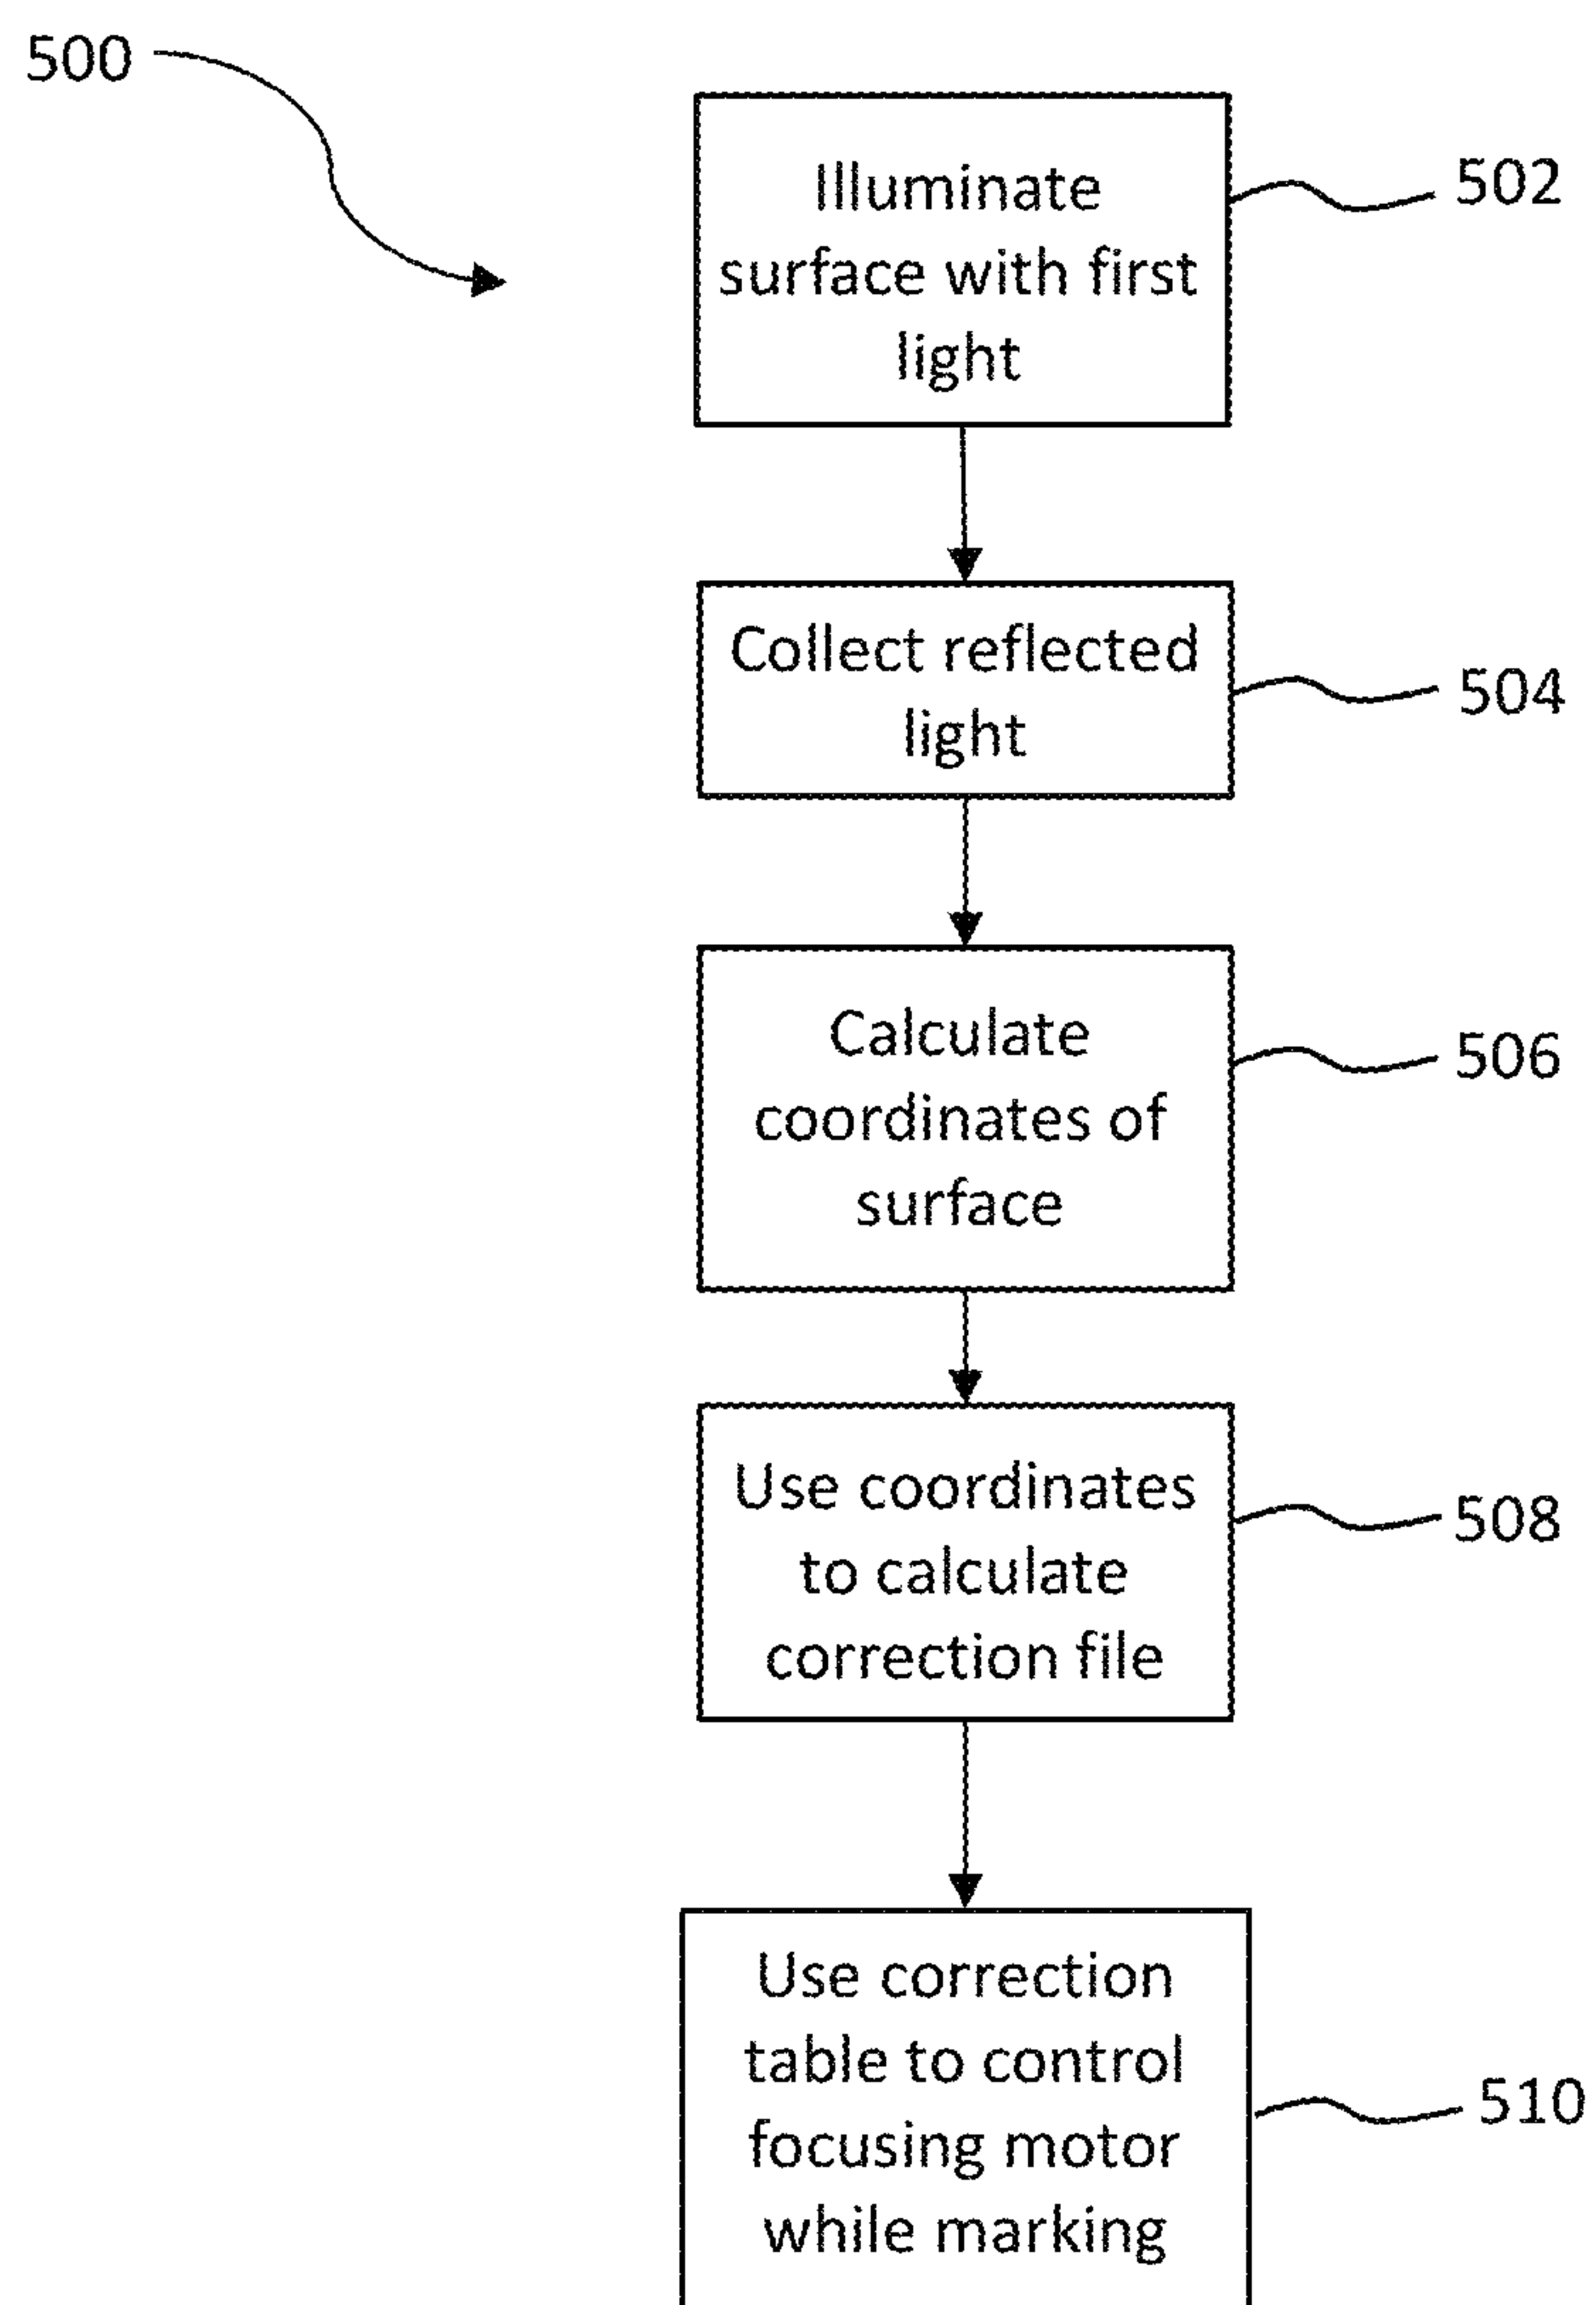 500
Illuminate
surface with first
light
502
Collect reflected
light
504
Calculate
coordinates of
surface
506
Use coordinates
to calculate
correction file
508
Use correction
table to control
focusing motor
while marking
510